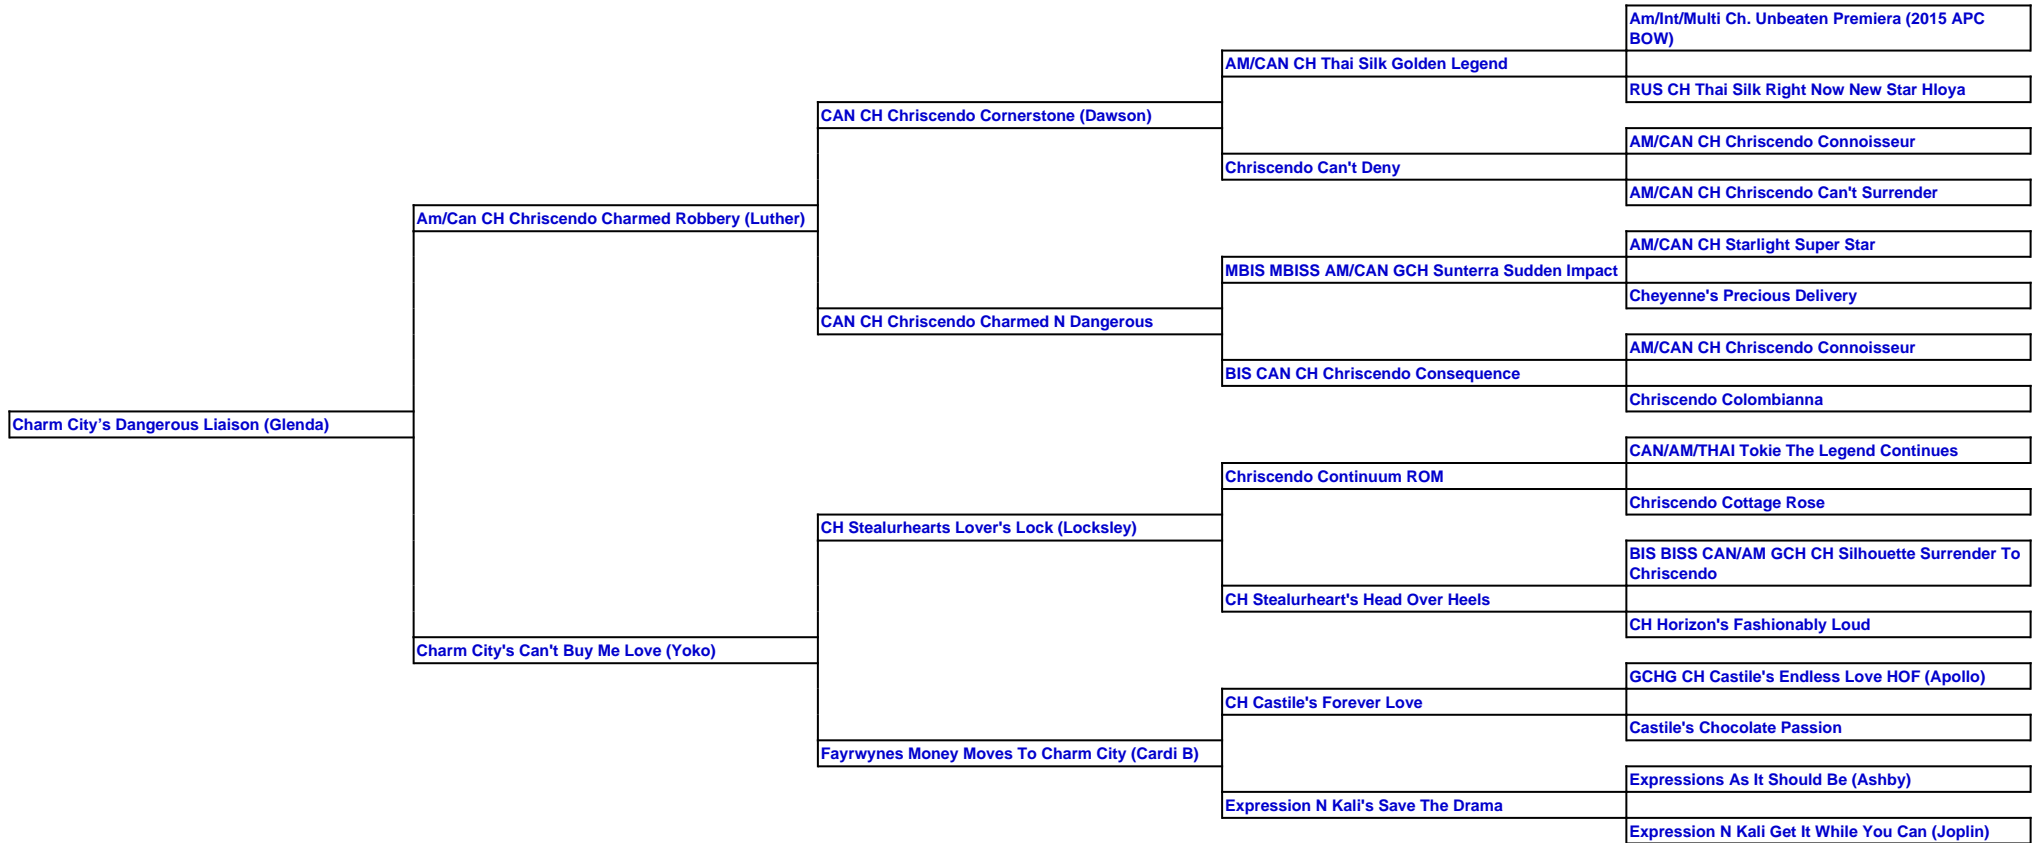 Am/Int/Multi Ch. Unbeaten Premiera (2015 APC
BOW)
AM/CAN CH Thai Silk Golden Legend
RUS CH Thai Silk Right Now New Star Hloya
CAN CH Chriscendo Cornerstone (Dawson)
AM/CAN CH Chriscendo Connoisseur
Chriscendo Can't Deny
AM/CAN CH Chriscendo Can't Surrender
Am/Can CH Chriscendo Charmed Robbery (Luther)
AM/CAN CH Starlight Super Star
MBIS MBISS AM/CAN GCH Sunterra Sudden Impact
Cheyenne's Precious Delivery
CAN CH Chriscendo Charmed N Dangerous
AM/CAN CH Chriscendo Connoisseur
BIS CAN CH Chriscendo Consequence
Chriscendo Colombianna
Charm City’s Dangerous Liaison (Glenda)
CAN/AM/THAI Tokie The Legend Continues
Chriscendo Continuum ROM
Chriscendo Cottage Rose
CH Stealurhearts Lover's Lock (Locksley)
BIS BISS CAN/AM GCH CH Silhouette Surrender To
Chriscendo
CH Stealurheart's Head Over Heels
CH Horizon's Fashionably Loud
Charm City's Can't Buy Me Love (Yoko)
GCHG CH Castile's Endless Love HOF (Apollo)
CH Castile's Forever Love
Castile's Chocolate Passion
Fayrwynes Money Moves To Charm City (Cardi B)
Expressions As It Should Be (Ashby)
Expression N Kali's Save The Drama
Expression N Kali Get It While You Can (Joplin)